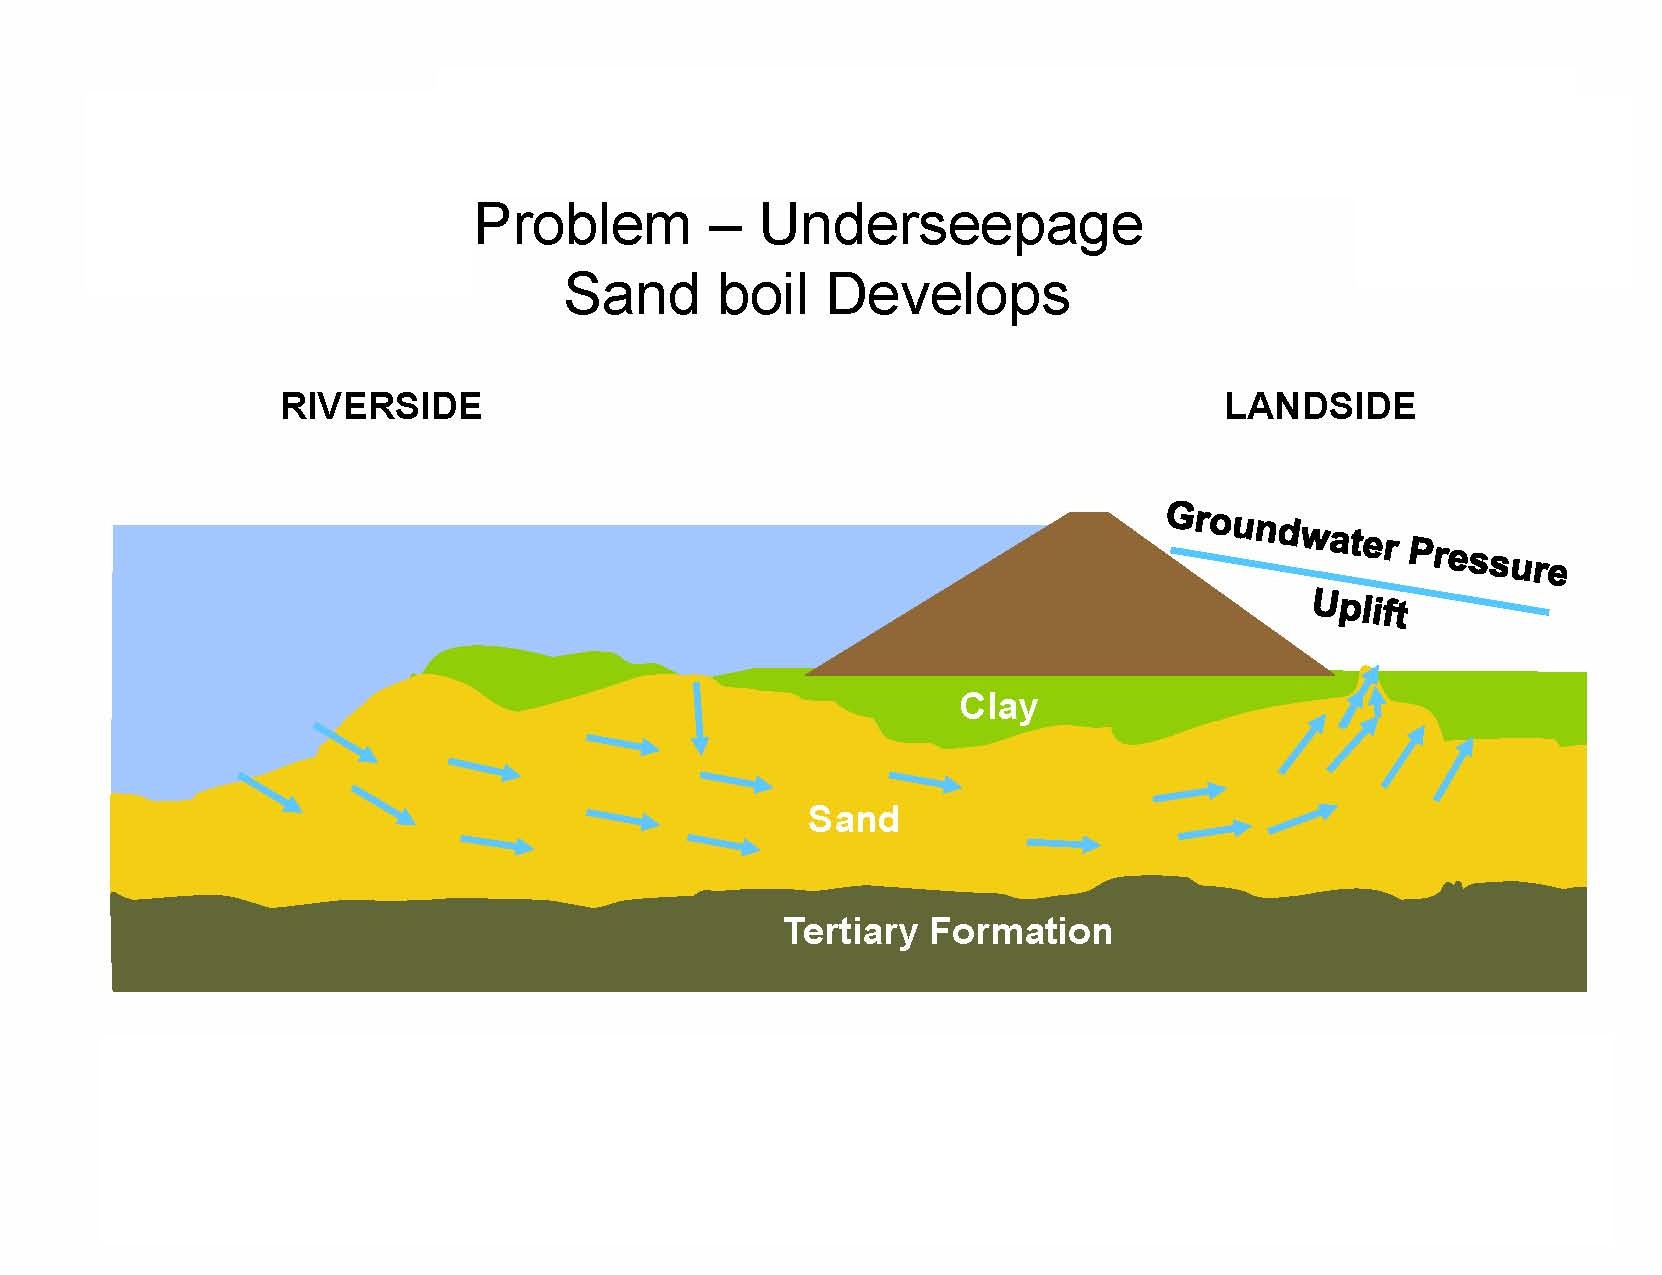 Problem – Underseepage
Sand boil Develops
RIVERSIDE
LANDSIDE
Groundwater Pressure
Uplift
Clay
Sand
Tertiary Formation